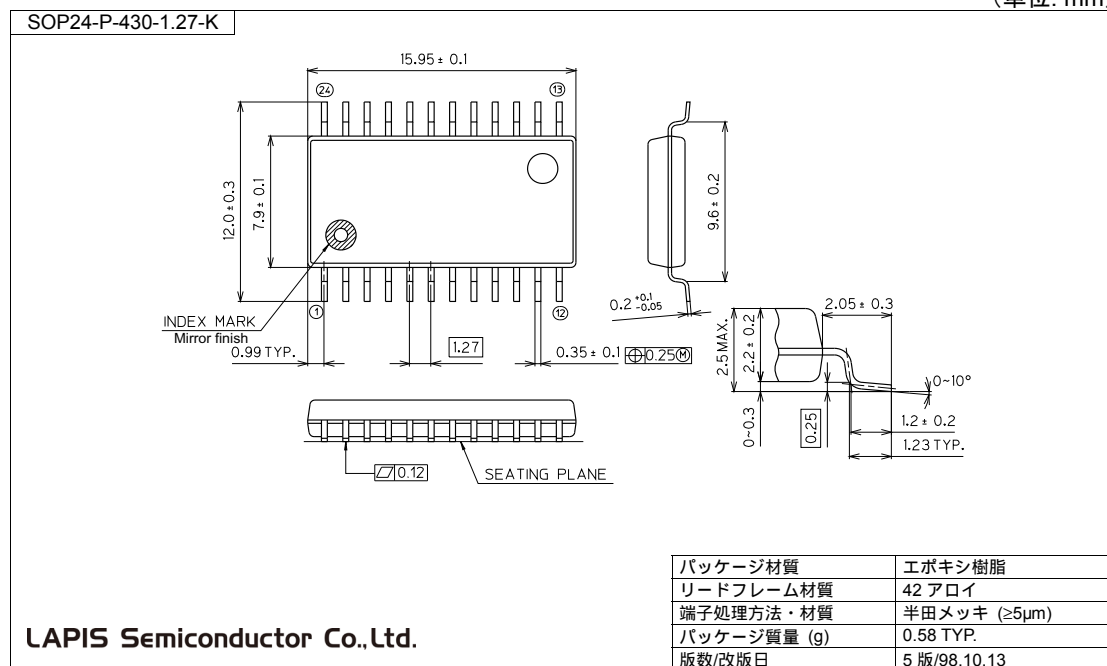 (単位: mm)
SOP24-P-430-1.27-K
15.95± 0.1
24
13
12.0± 0.3
7.9± 0.1
9.6± 0.2
1
12
INDEX MARK
Mirror finish
0.99 TYP.
1.27
0.35± 0.1
0.25Ⓜ
0.2 +0.1 -0.05
2.05± 0.3
2.5 MAX.
2.2± 0.2
0~10°
0~0.3
0.25
1.2± 0.2
1.23 TYP.
0.12
SEATING PLANE
パッケージ材質 エポキシ樹脂
リードフレーム材質 42 アロイ
端子処理方法・材質 半田メッキ (≥5μm)
パッケージ質量 (g) 0.58 TYP.
版数/改版日 5 版/98.10.13
LAPIS Semiconductor Co.,Ltd.